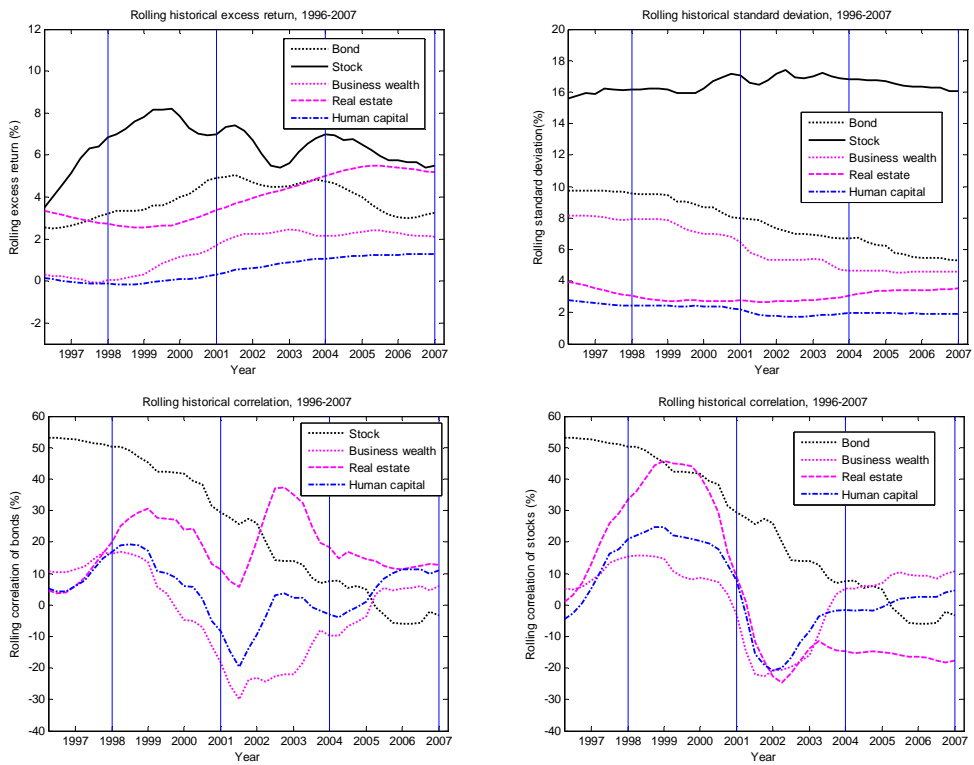 Rolling historical excess return, 1996-2007
12
10
8
6
4
2
0
-2
Rolling excess return (%)
Bond
Stock
Business wealth
Real estate
Human capital
1997 1998 1999 2000 2001 2002 2003 2004 2005 2006 2007
Year
Rolling historical standard deviation, 1996-2007
20
18
16
14
12
10
8
6
4
2
0
Rolling standard deviation(%)
Bond
Stock
Business wealth
Real estate
Human capital
1997 1998 1999 2000 2001 2002 2003 2004 2005 2006 2007
Year
Rolling historical correlation, 1996-2007
60
50
40
30
20
10
0
-10
-20
-30
-40
Rolling correlation of bonds (%)
Stock
Business wealth
Real estate
Human capital
1997 1998 1999 2000 2001 2002 2003 2004 2005 2006 2007
Year
Rolling historical correlation, 1996-2007
60
50
40
30
20
10
0
-10
-20
-30
-40
Rolling correlation of stocks (%)
Bond
Business wealth
Real estate
Human capital
1997 1998 1999 2000 2001 2002 2003 2004 2005 2006 2007
Year